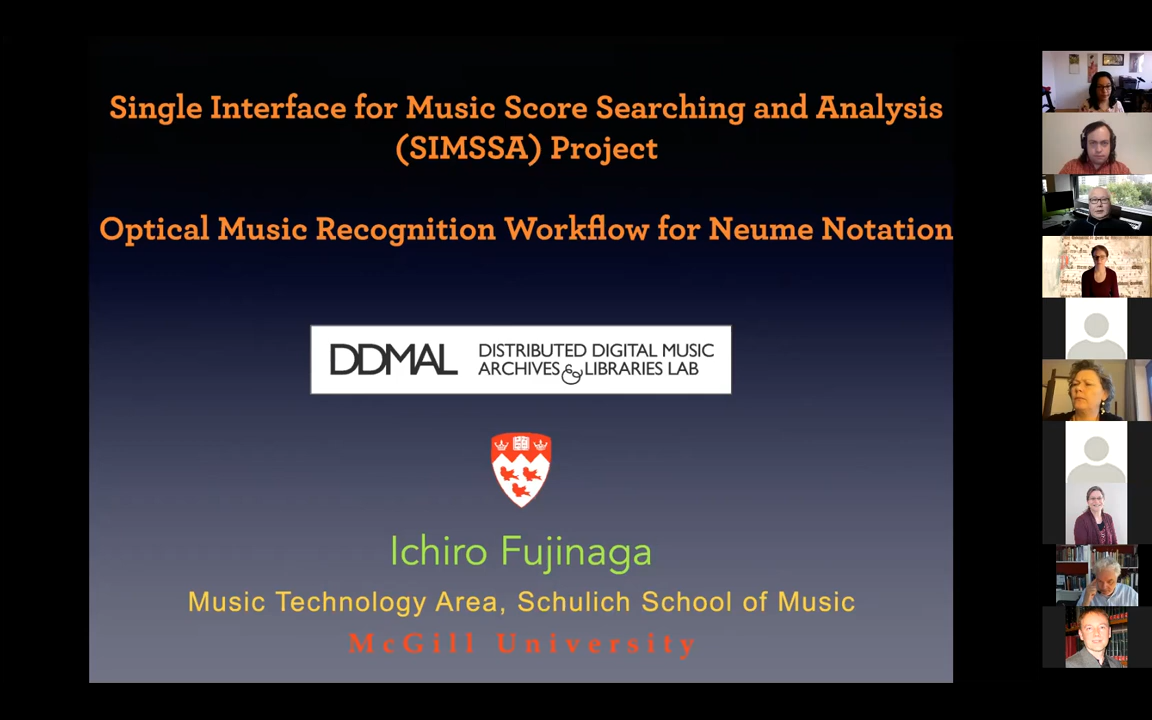 Single Interface for Music Score Searching and Analysis
(SIMSSA) Project
Optical Music Recognition Workflow for Neume Notation
DDMAL
DISTRIBUTED DIGITAL MUSIC
ARCHIVES & LIBRARIES LAB
Ichiro Fujinaga
Music Technology Area, Schulich School of Music
McGill University